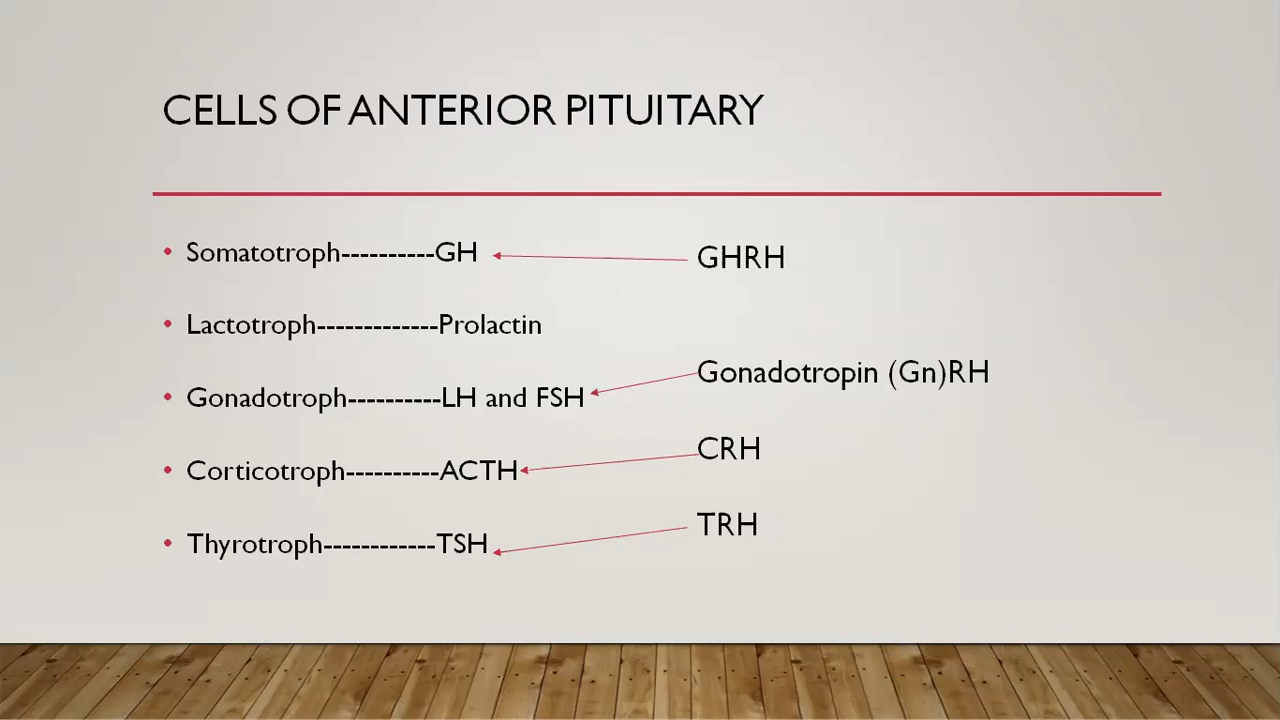 CELLS OF ANTERIOR PITUITARY
• Somatotroph----------GH
GHRH
• Lactotroph-------------Prolactin
Gonadotropin (Gn)RH
• Gonadotroph----------LH and FSH
CRH
• Corticotroph----------ACTH
TRH
• Thyrotroph------------TSH